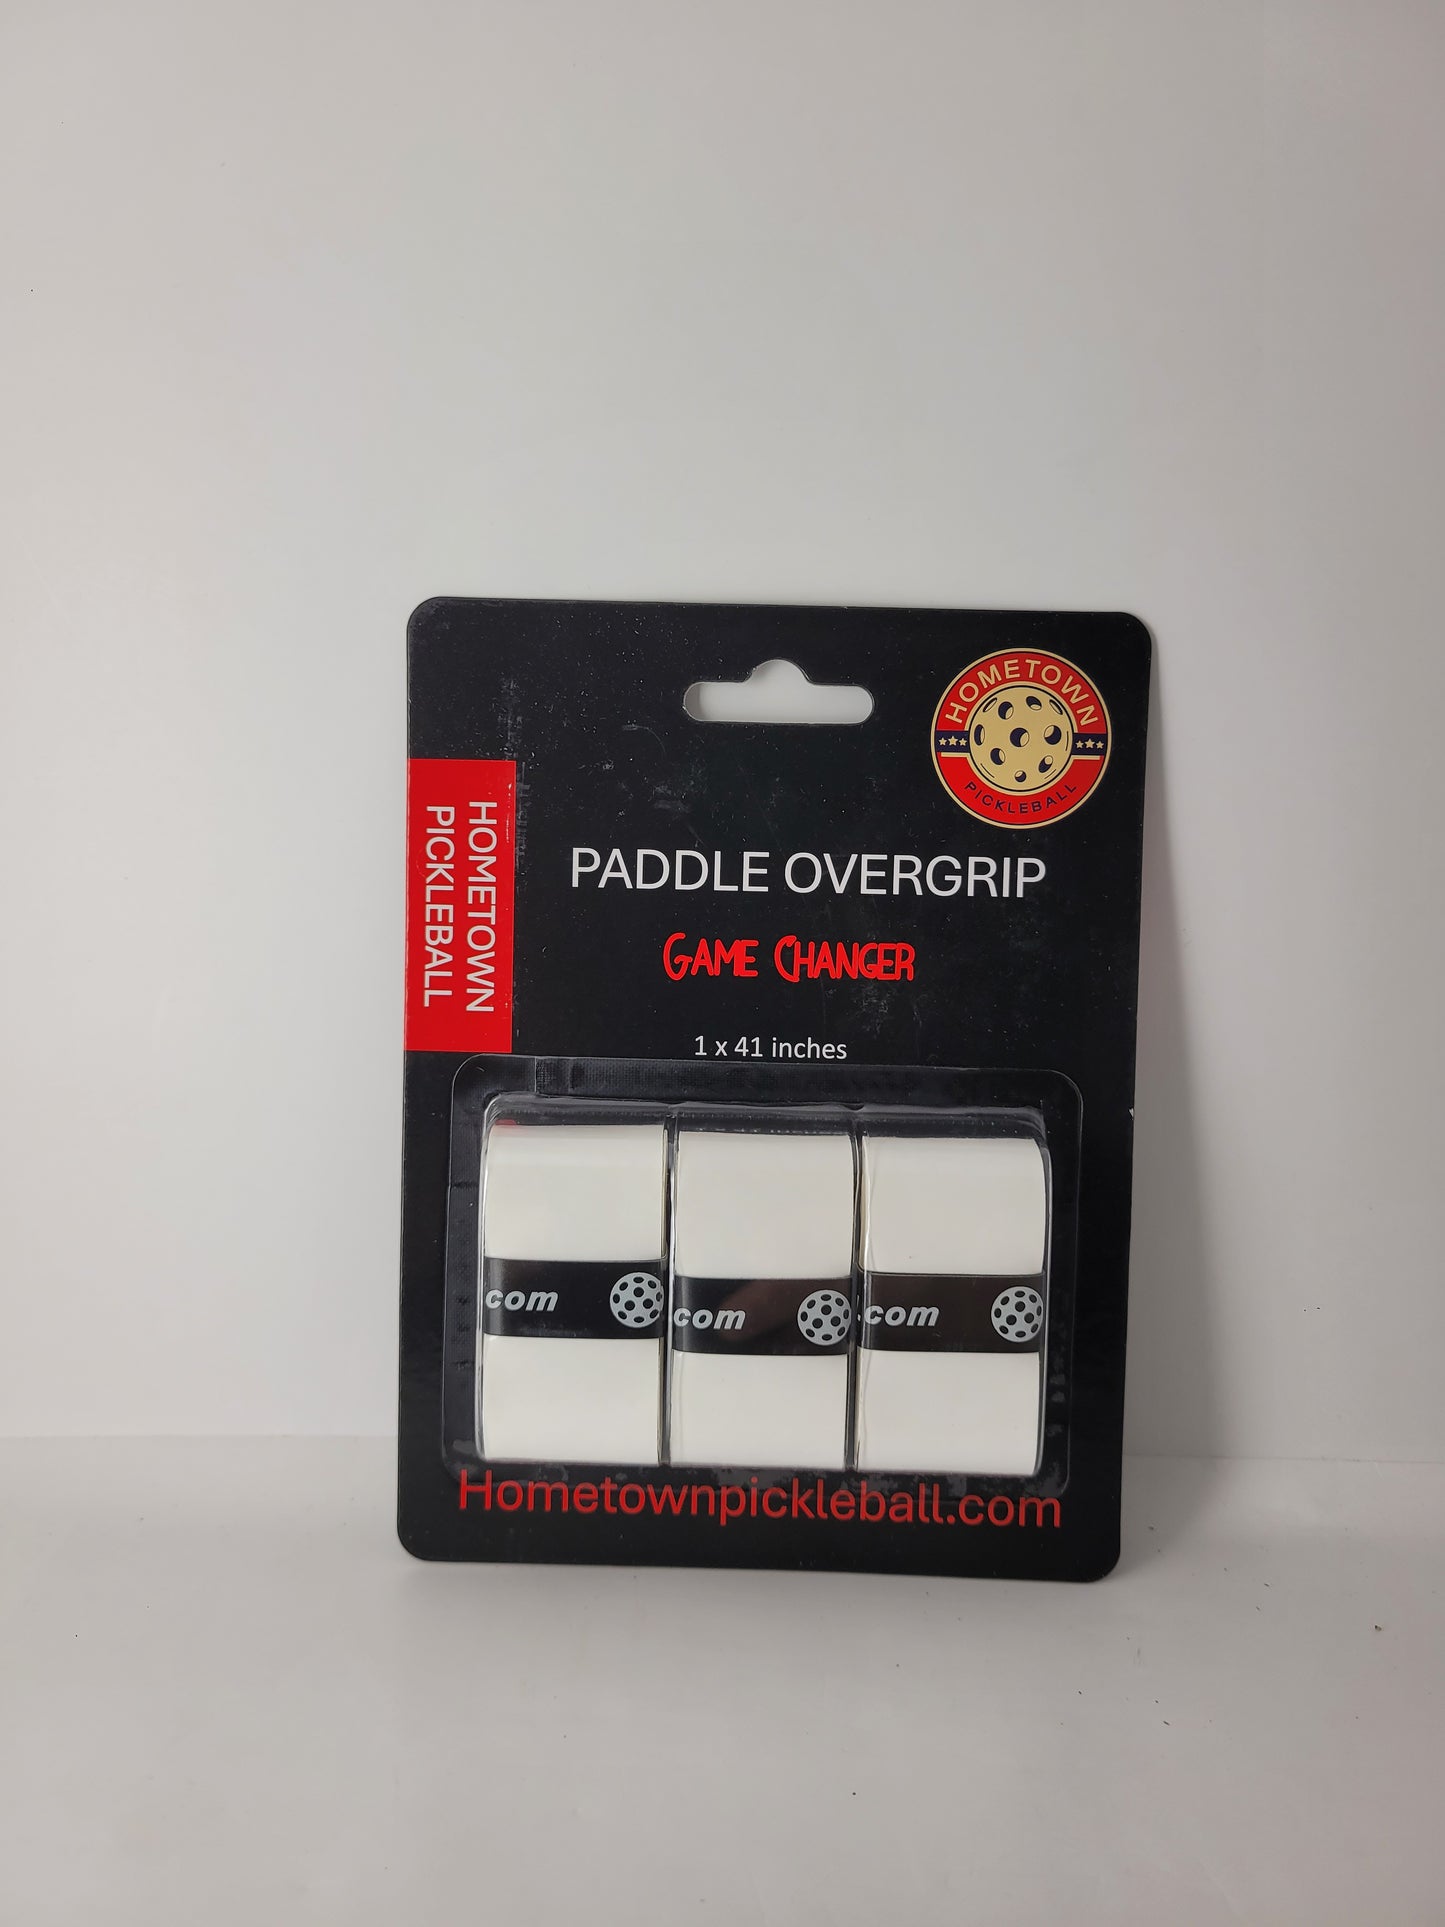 HOMETOWN
PICKLEBALL
HOMETOWN
PICKLEBALL
PADDLE OVERGRIP
GAME CHANGER
1 x 41 inches
com
com
.com
Hometownpickleball.com